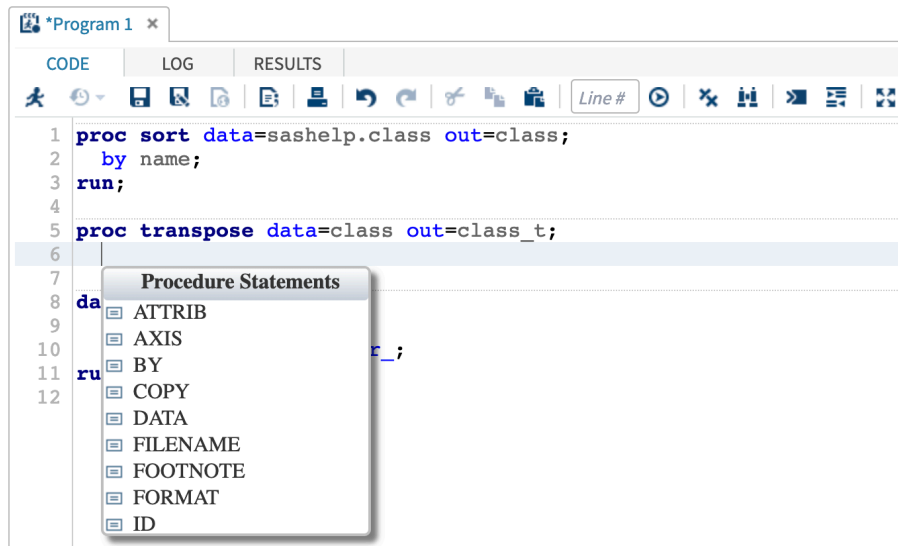 *Program 1 ×
CODE LOG RESULTS
Line #
1 proc sort data=sashelp.class out=class;
2 by name;
3 run;
4
5 proc transpose data=class out=class_t;
6
7 Procedure Statements
8 da
ATTRIB
9 AXIS
10 r_;
BY
11 ru
COPY
12
DATA
FILENAME
FOOTNOTE
FORMAT
ID